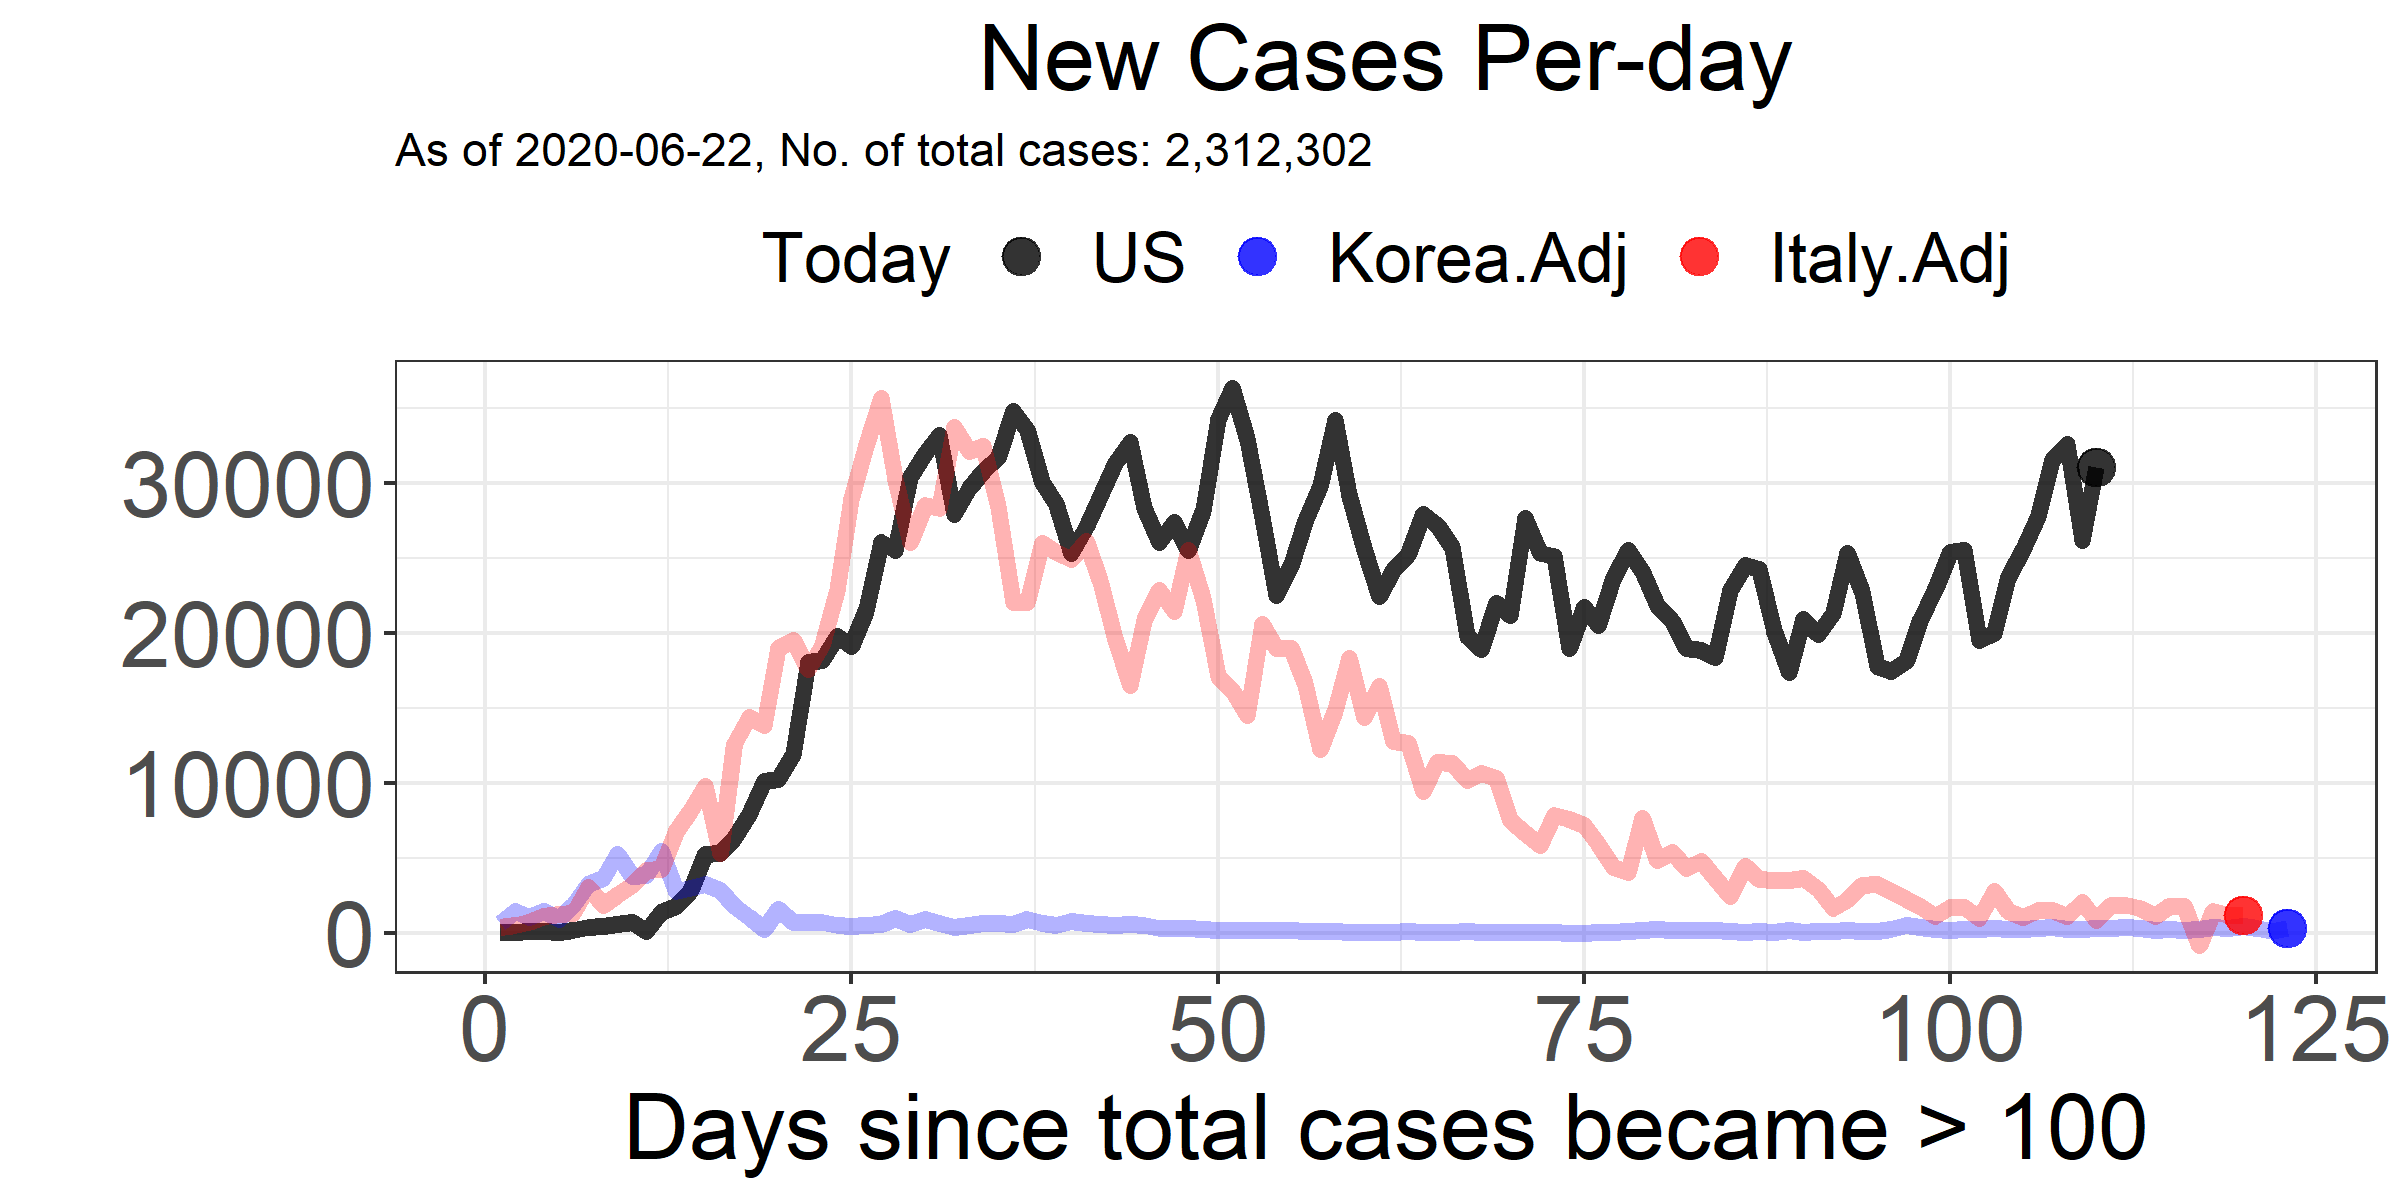 New Cases Per-day
As of 2020-06-22, No. of total cases: 2,312,302
Today US Korea.Adj Italy.Adj
30000
20000
10000
0
0 25 50 75 100 125
Days since total cases became > 100